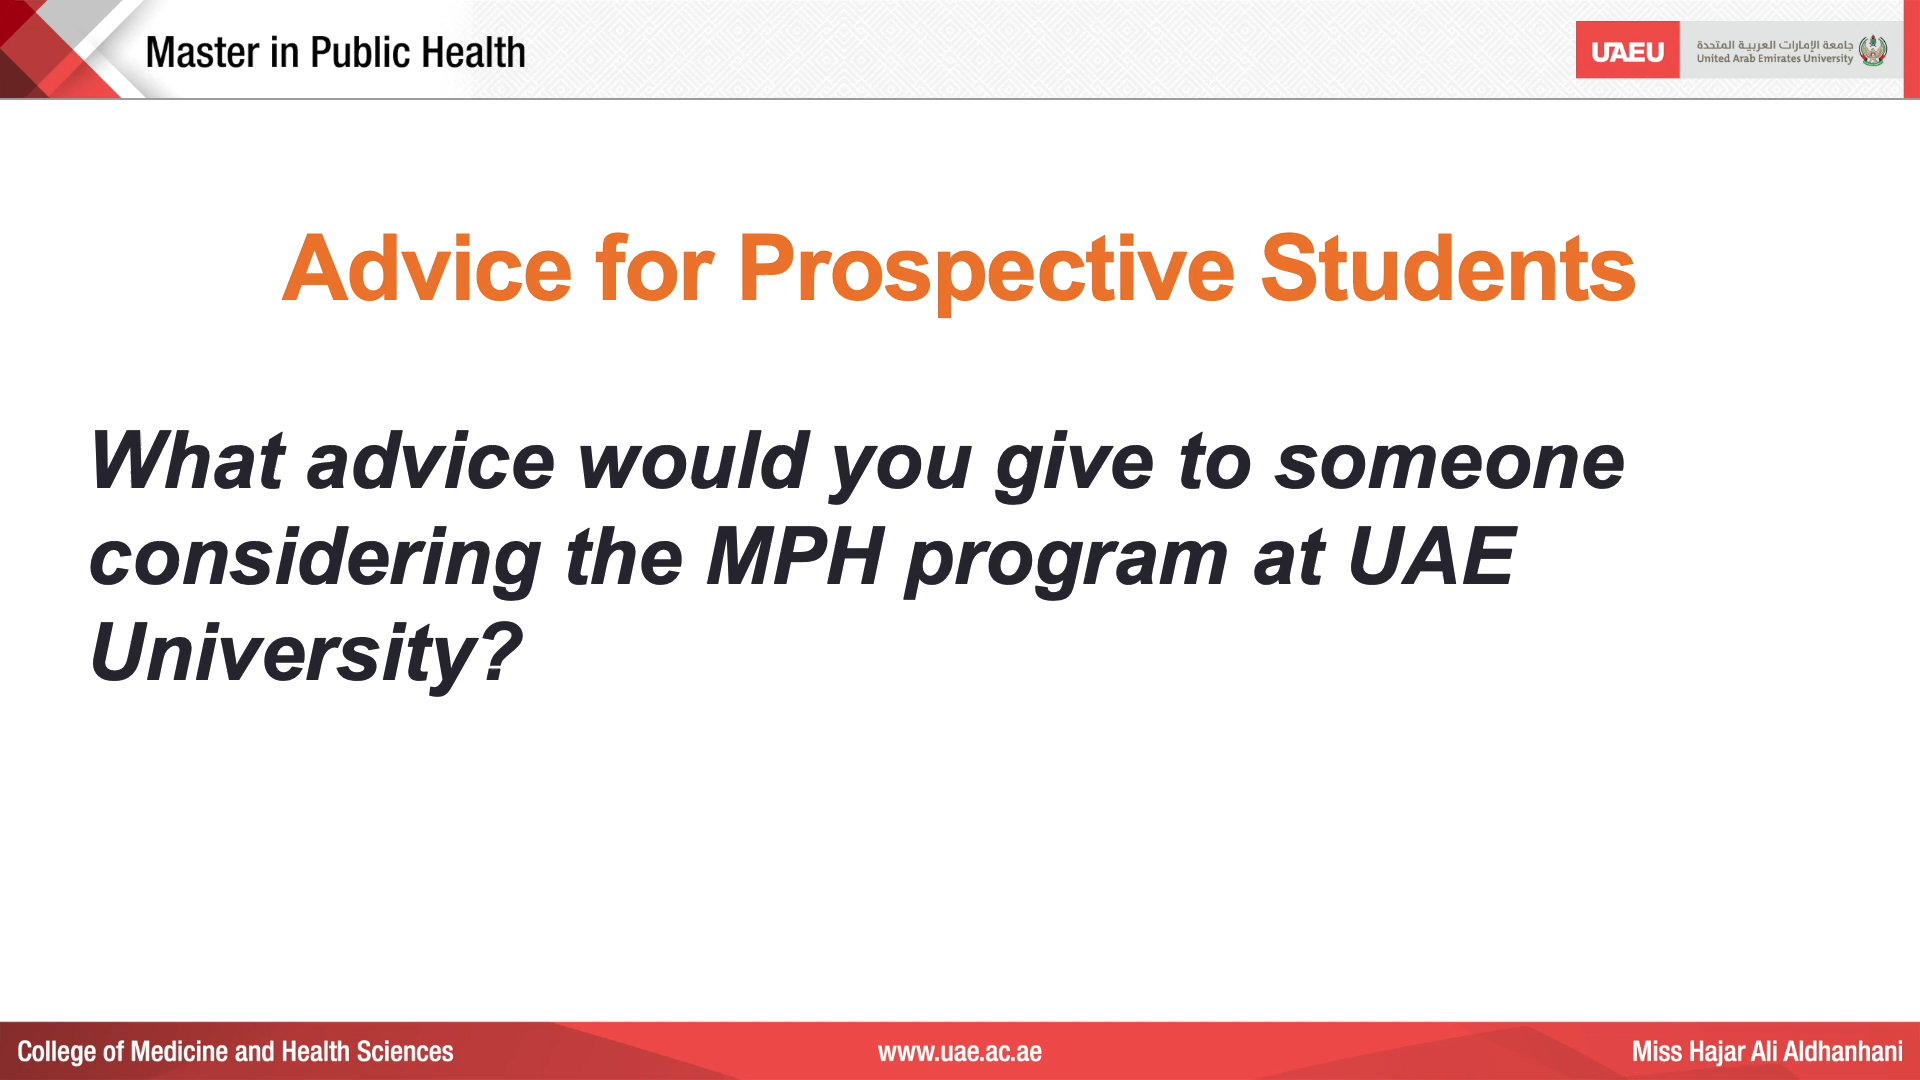 Master in Public Health
UAEU
جامعة الإمارات العربية المتحدة
United Arab Emirates University
Advice for Prospective Students
What advice would you give to someone
considering the MPH program at UAE
University?
College of Medicine and Health Sciences
www.uae.ac.ae
Miss Hajar Ali Aldhanhani